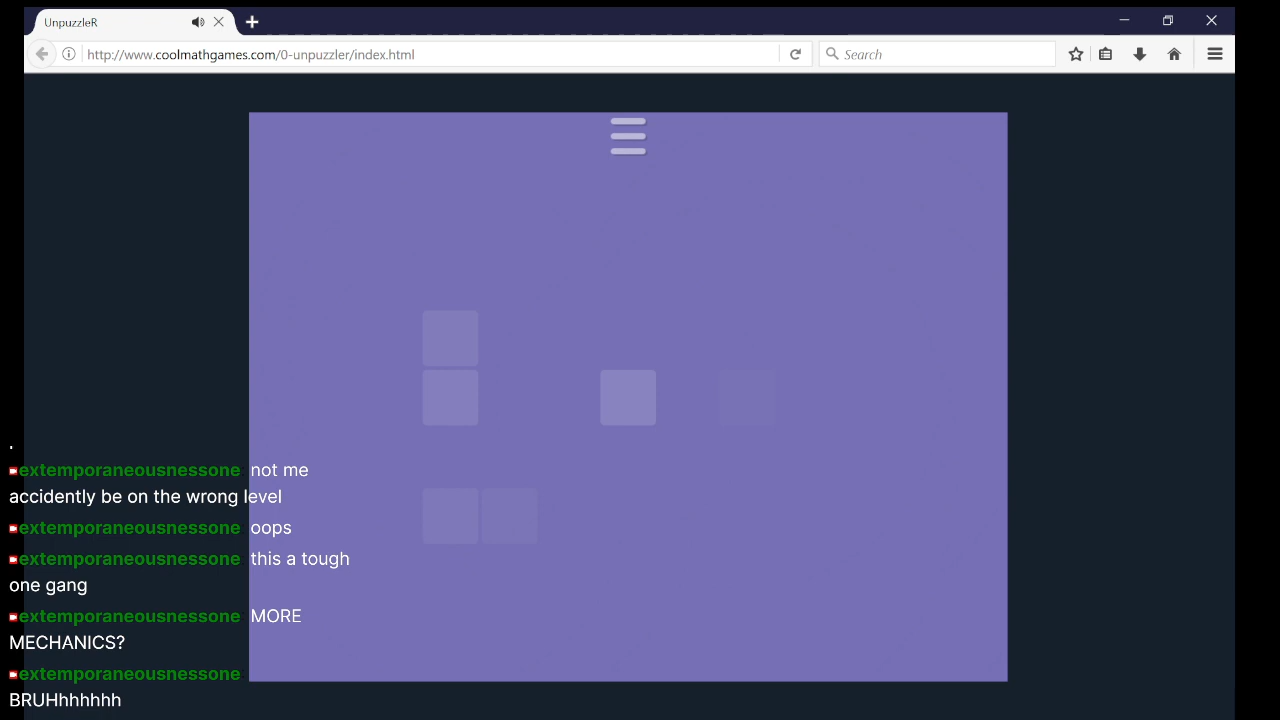 UnpuzzleR
http://www.coolmathgames.com/0-unpuzzler/index.html
Search
.
extemporaneousnessone not me
accidently be on the wrong level
extemporaneousnessone oops
extemporaneousnessone this a tough
one gang
extemporaneousnessone MORE
MECHANICS?
extemporaneousnessone
BRUHhhhhhh